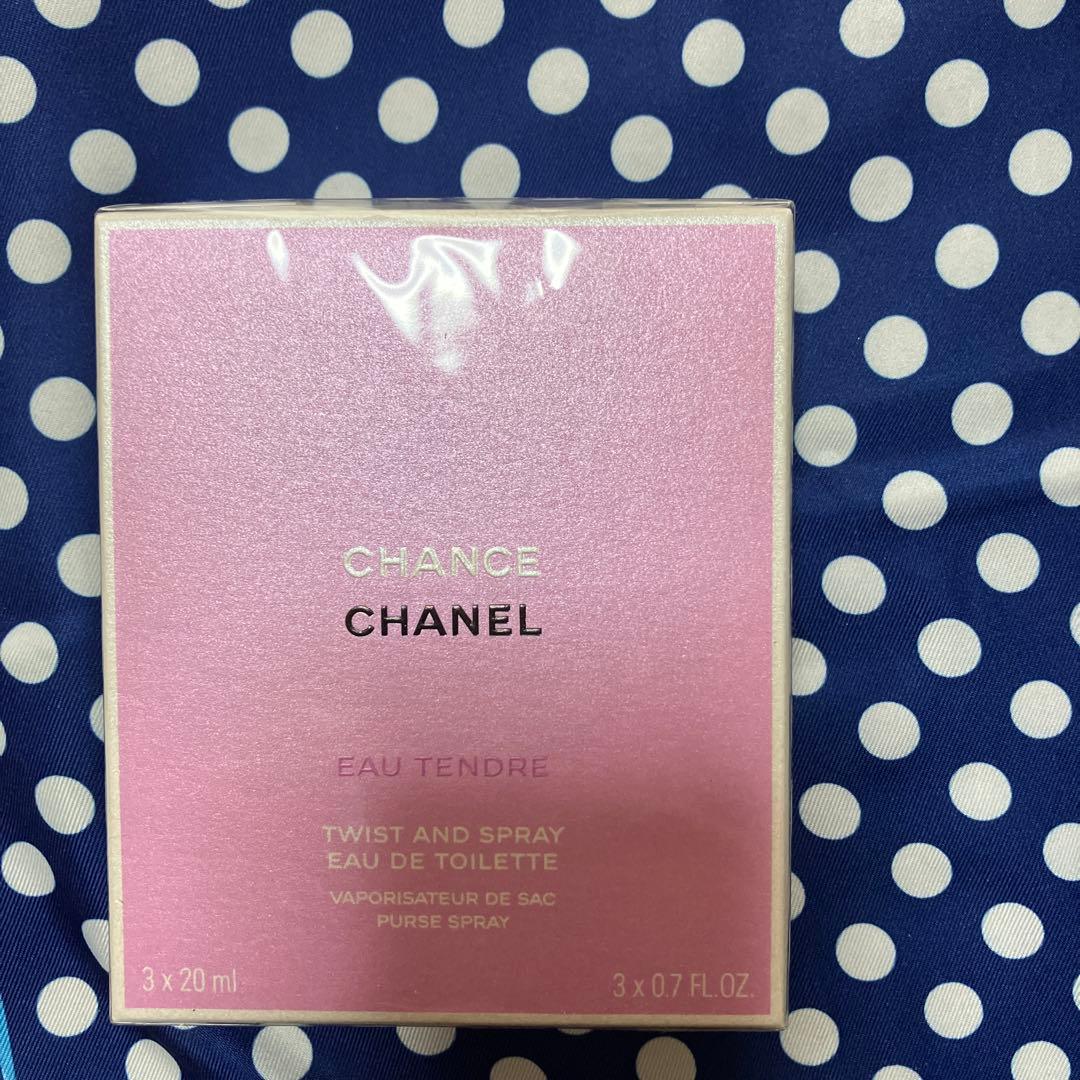 CHANCE
CHANEL
EAU TENDRE
TWIST AND SPRAY
EAU DE TOILETTE
VAPORISATEUR DE SAC
PURSE SPRAY
3 x 20 ml
3 x 0.7 FL.OZ.